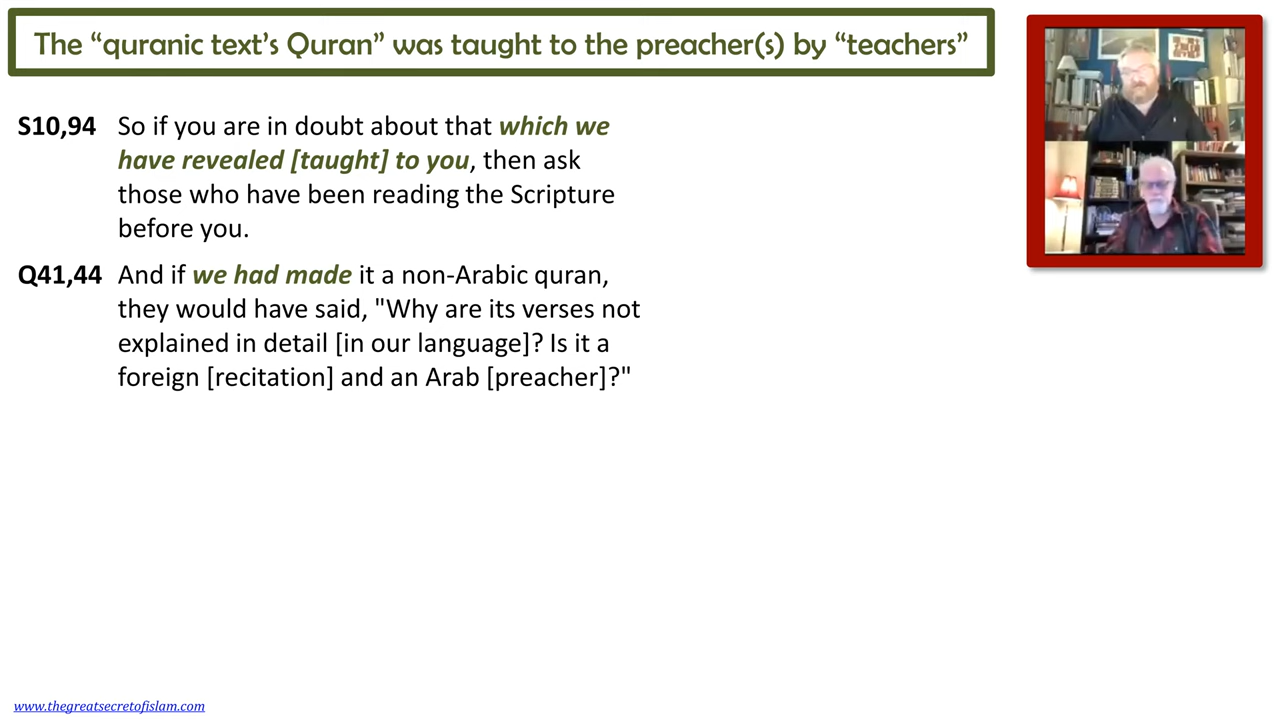 The “quranic text’s Quran” was taught to the preacher(s) by “teachers”
S10,94 So if you are in doubt about that which we
have revealed [taught] to you, then ask
those who have been reading the Scripture
before you.
Q41,44 And if we had made it a non-Arabic quran,
they would have said, "Why are its verses not
explained in detail [in our language]? Is it a
foreign [recitation] and an Arab [preacher]?"
www.thegreatsecretofislam.com